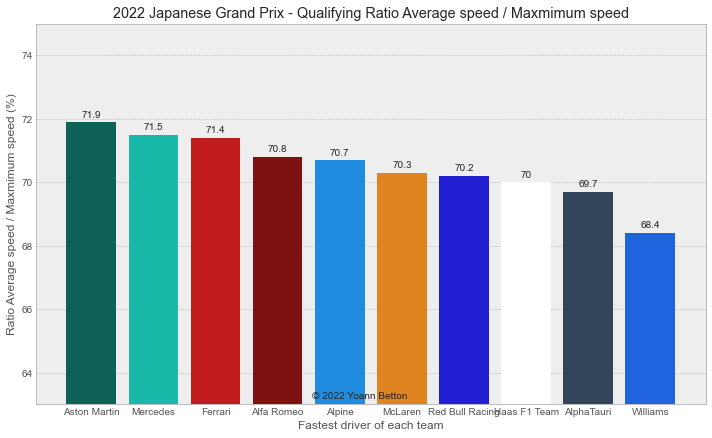 2022 Japanese Grand Prix - Qualifying Ratio Average speed / Maxmimum speed
Ratio Average speed / Maxmimum speed (%)
74
72
70
68
66
64
71.9
71.5
71.4
70.8
70.7
70.3
70.2
70
69.7
68.4
© 2022 Yoann Betton
Aston Martin
Mercedes
Ferrari
Alfa Romeo
Alpine
McLaren
Red Bull Racing
Haas F1 Team
AlphaTauri
Williams
Fastest driver of each team